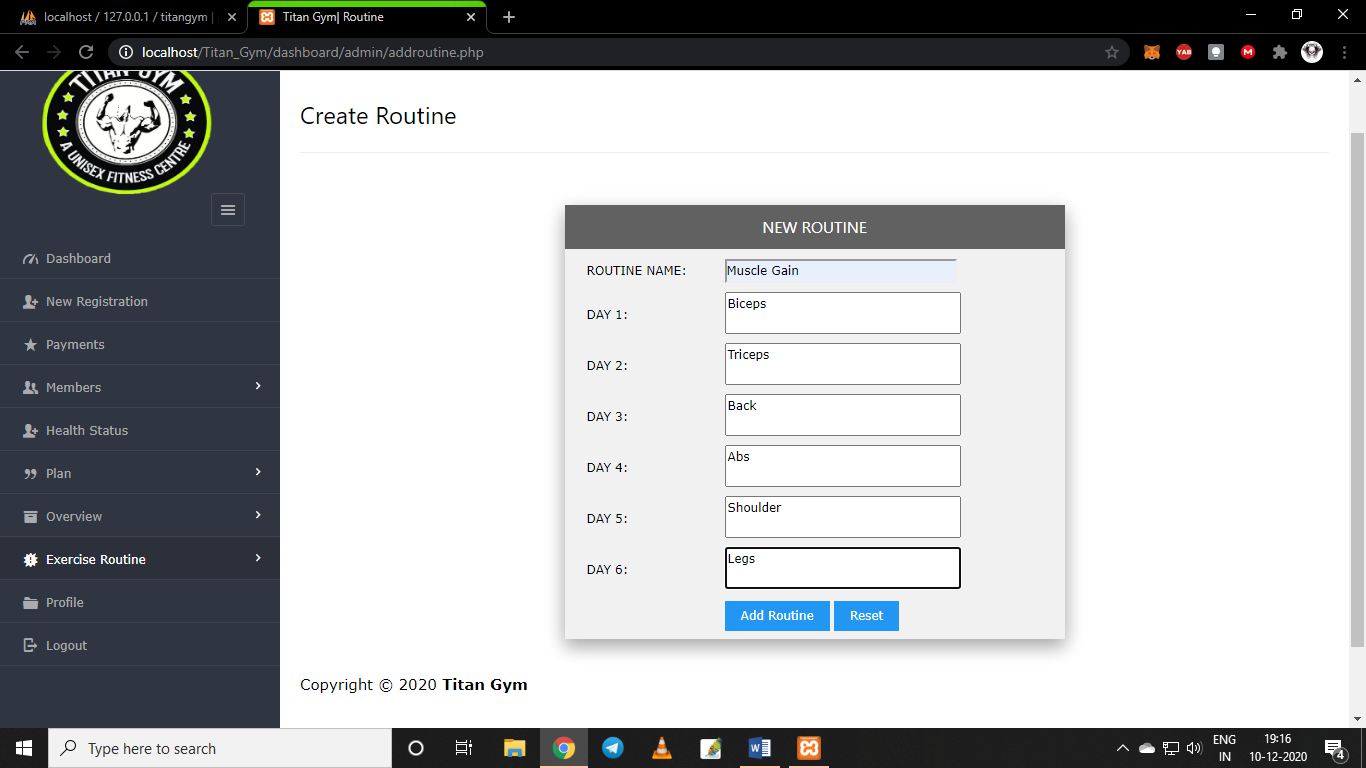 localhost / 127.0.0.1 / titangym |
Titan Gym| Routine
localhost/Titan_Gym/dashboard/admin/addroutine.php
YAB
M
TITAN GYM
A UNISEX FITNESS CENTRE
Dashboard
New Registration
Payments
Members
Health Status
Plan
Overview
Exercise Routine
Profile
Logout
Create Routine
NEW ROUTINE
ROUTINE NAME: Muscle Gain
DAY 1: Biceps
DAY 2: Triceps
DAY 3: Back
DAY 4: Abs
DAY 5: Shoulder
DAY 6: Legs
Add Routine Reset
Copyright © 2020 Titan Gym
Type here to search
ENG
IN
19:16
10-12-2020
4